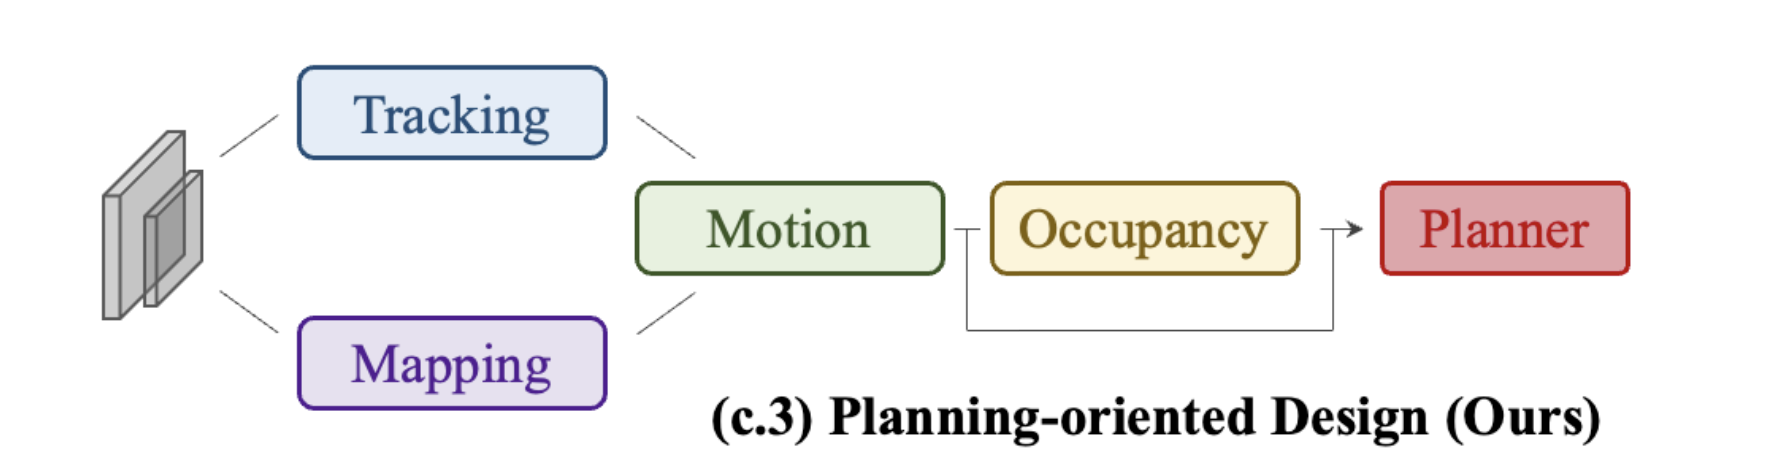 Tracking
Motion
Occupancy
Planner
Mapping
(c.3) Planning-oriented Design (Ours)